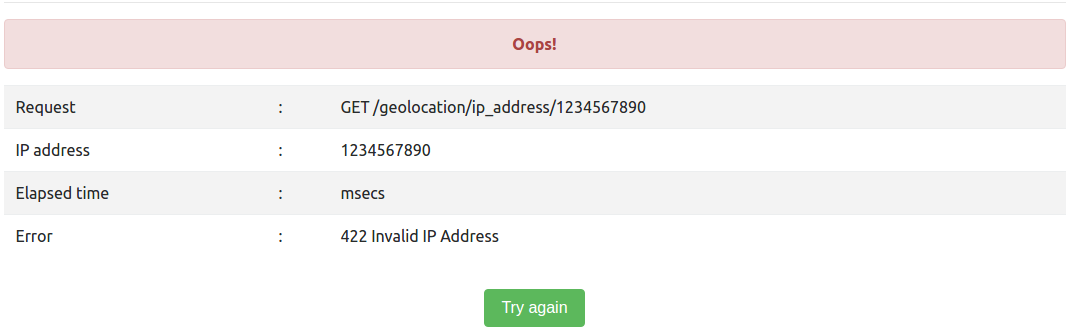 Oops!
Request : GET /geolocation/ip_address/1234567890
IP address : 1234567890
Elapsed time : msecs
Error : 422 Invalid IP Address
Try again